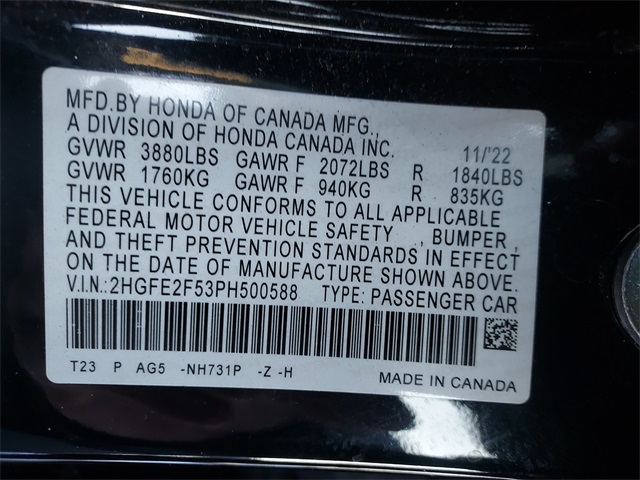 MFD.BY HONDA OF CANADA MFG.,
A DIVISION OF HONDA CANADA INC. 11/'22
GVWR 3880LBS GAWR F 2072LBS R 1840LBS
GVWR 1760KG GAWR F 940KG R 835KG
THIS VEHICLE CONFORMS TO ALL APPLICABLE
FEDERAL MOTOR VEHICLE SAFETY , BUMPER ,
AND THEFT PREVENTION STANDARDS IN EFFECT
ON THE DATE OF MANUFACTURE SHOWN ABOVE.
V.I.N.:2HGFE2F53PH500588 TYPE: PASSENGER CAR
T23 P AG5 -NH731P -Z -H MADE IN CANADA